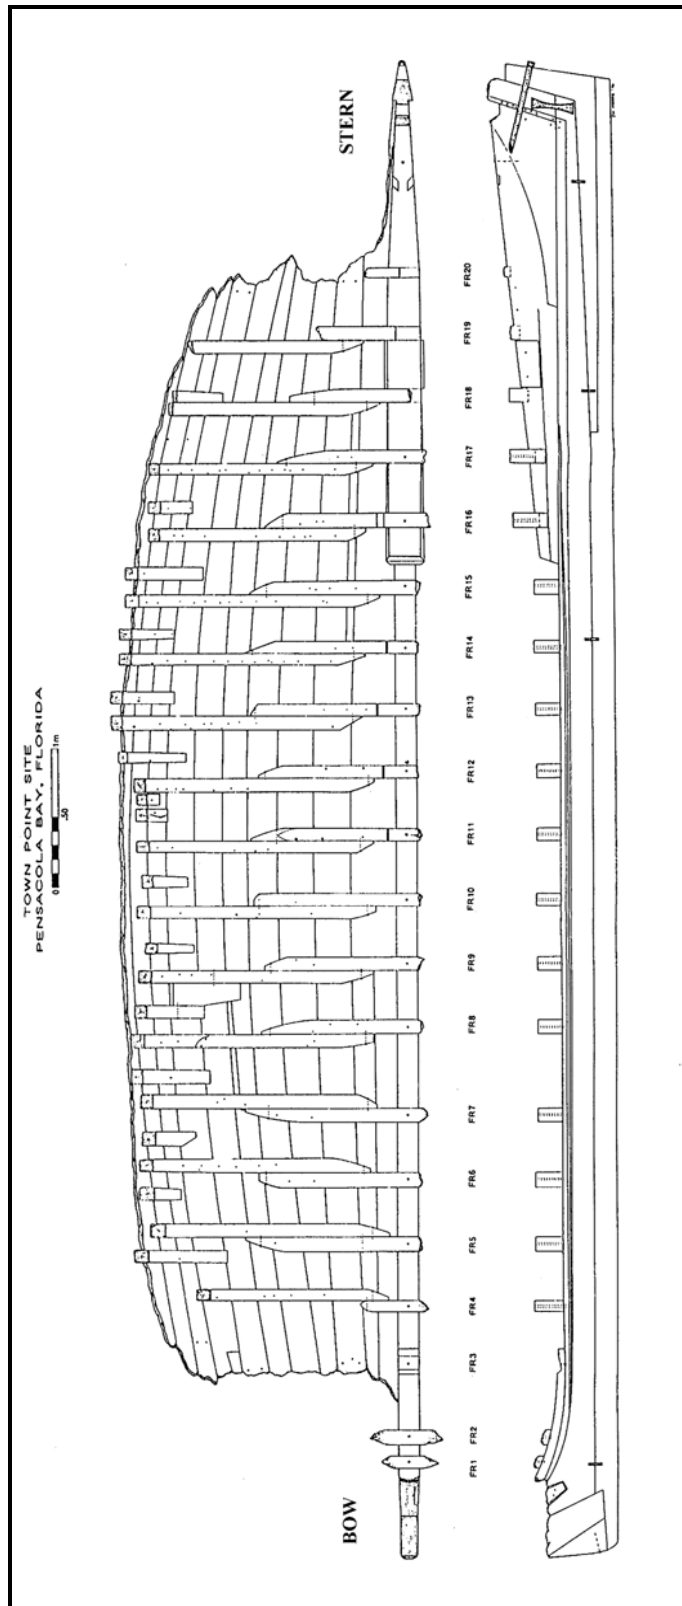 TOWN POINT SITE
PENSACOLA BAY, FLORIDA
0 .50 1m
STERN
FR20
FR19
FR18
FR17
FR16
FR15
FR14
FR13
FR12
FR11
FR10
FR9
FR8
FR7
FR6
FR5
FR4
FR3
FR2
FR1
BOW